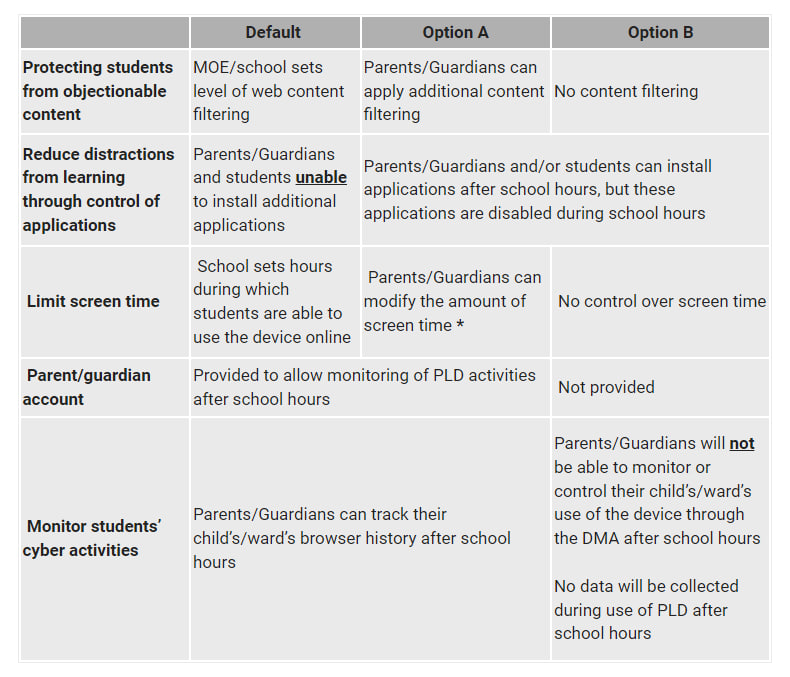 Default
Option A
Option B
Protecting students
from objectionable
content
MOE/school sets
level of web content
filtering
Parents/Guardians can
apply additional content
filtering
No content filtering
Reduce distractions
from learning
through control of
applications
Parents/Guardians
and students unable
to install additional
applications
Parents/Guardians and/or students can install
applications after school hours, but these
applications are disabled during school hours
Limit screen time
School sets hours
during which
students are able to
use the device online
Parents/Guardians can
modify the amount of
screen time *
No control over screen time
Parent/guardian
account
Provided to allow monitoring of PLD activities
after school hours
Not provided
Monitor students’
cyber activities
Parents/Guardians can track their
child’s/ward’s browser history after school
hours
Parents/Guardians will not
be able to monitor or
control their child’s/ward’s
use of the device through
the DMA after school hours
No data will be collected
during use of PLD after
school hours